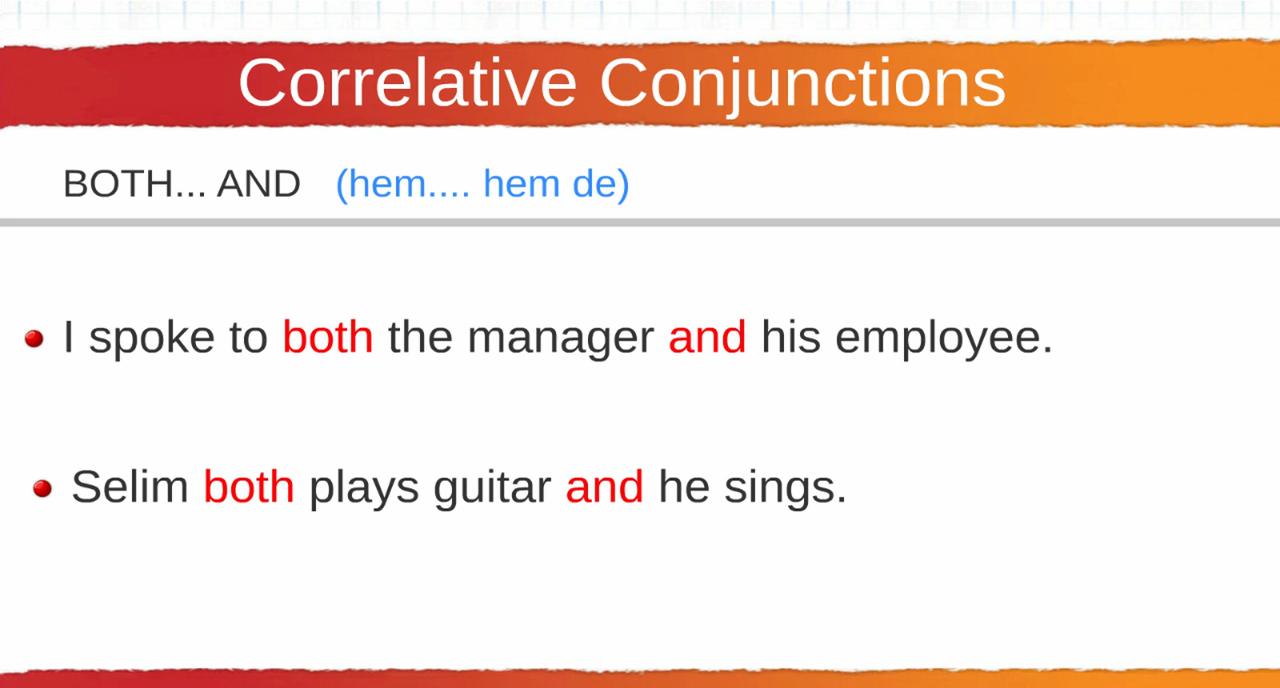 Correlative Conjunctions
BOTH... AND (hem.... hem de)
I spoke to both the manager and his employee.
Selim both plays guitar and he sings.